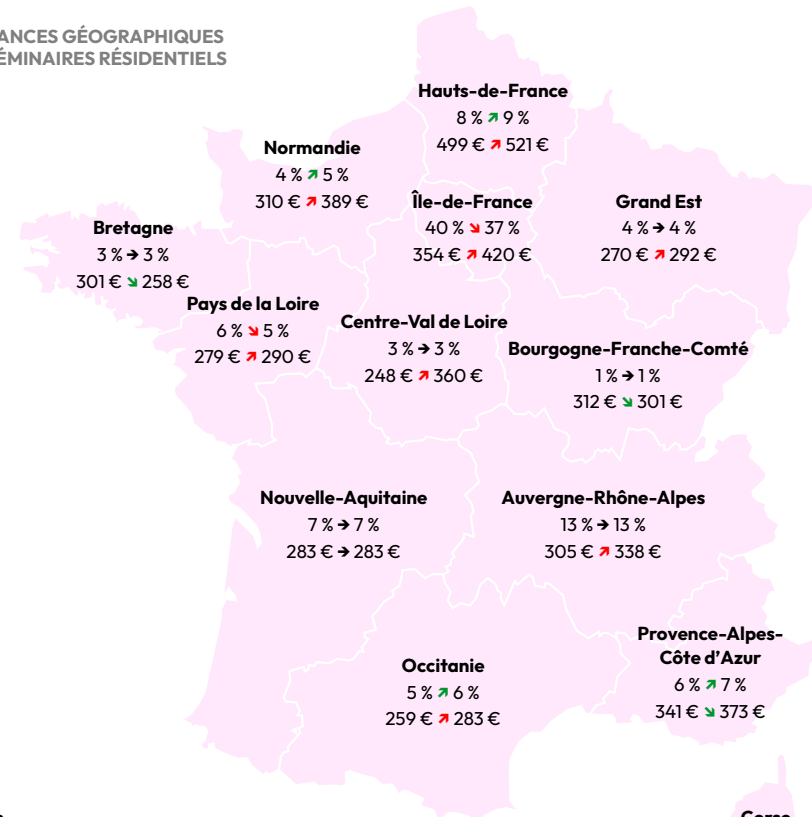 ANCES GÉOGRAPHIQUES
ÉMINAIRES RÉSIDENTIELS
Hauts-de-France
8 % ↗ 9 %
499 € ↗ 521 €
Normandie
4 % ↗ 5 %
310 € ↗ 389 €
Île-de-France
40 % ↘ 37 %
354 € ↗ 420 €
Grand Est
4 % → 4 %
270 € ↗ 292 €
Bretagne
3 % → 3 %
301 € ↘ 258 €
Pays de la Loire
6 % ↘ 5 %
279 € ↗ 290 €
Centre-Val de Loire
3 % → 3 %
248 € ↗ 360 €
Bourgogne-Franche-Comté
1 % → 1 %
312 € ↘ 301 €
Nouvelle-Aquitaine
7 % → 7 %
283 € → 283 €
Auvergne-Rhône-Alpes
13 % → 13 %
305 € ↗ 338 €
Provence-Alpes-
Côte d'Azur
6 % ↗ 7 %
341 € ↘ 373 €
Occitanie
5 % ↗ 6 %
259 € ↗ 283 €
Corse